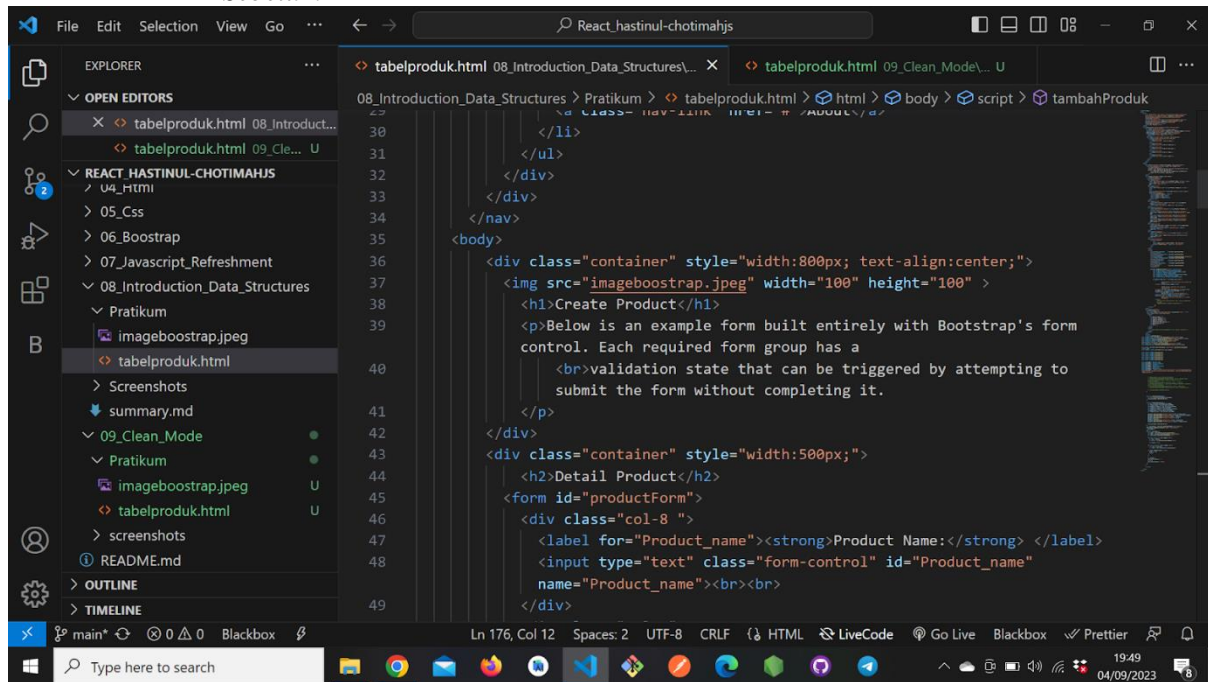 File Edit Selection View Go ··· React_hastinul-chotimahjs
EXPLORER ···
OPEN EDITORS
tabelproduk.html 08_Introduct...
tabelproduk.html 09_Cle... U
REACT_HASTINUL-CHOTIMAHJS
04_Html
05_Css
06_Boostrap
07_Javascript_Refreshment
08_Introduction_Data_Structures
Pratikum
imageboostrap.jpeg
tabelproduk.html
Screenshots
summary.md
09_Clean_Mode
Pratikum
imageboostrap.jpeg U
tabelproduk.html U
screenshots
README.md
OUTLINE
TIMELINE
2
B
tabelproduk.html 08_Introduction_Data_Structures\... X tabelproduk.html 09_Clean_Mode\... U
08_Introduction_Data_Structures > Pratikum > tabelproduk.html > html > body > script > tambahProduk
29 <a class="nav-link" href="#">About</a>
30 </li>
31 </ul>
32 </div>
33 </div>
34 </nav>
35 <body>
36 <div class="container" style="width:800px; text-align:center;">
37 <img src="imageboostrap.jpeg" width="100" height="100" >
38 <h1>Create Product</h1>
39 <p>Below is an example form built entirely with Bootstrap's form
control. Each required form group has a
40 <br>validation state that can be triggered by attempting to
submit the form without completing it.
41 </p>
42 </div>
43 <div class="container" style="width:500px;">
44 <h2>Detail Product</h2>
45 <form id="productForm">
46 <div class="col-8 ">
47 <label for="Product_name"><strong>Product Name:</strong> </label>
48 <input type="text" class="form-control" id="Product_name"
name="Product_name"><br><br>
49 </div>
main* 0 0 Blackbox Ln 176, Col 12 Spaces: 2 UTF-8 CRLF HTML LiveCode Go Live Blackbox Prettier
Type here to search 19:49
04/09/2023
8